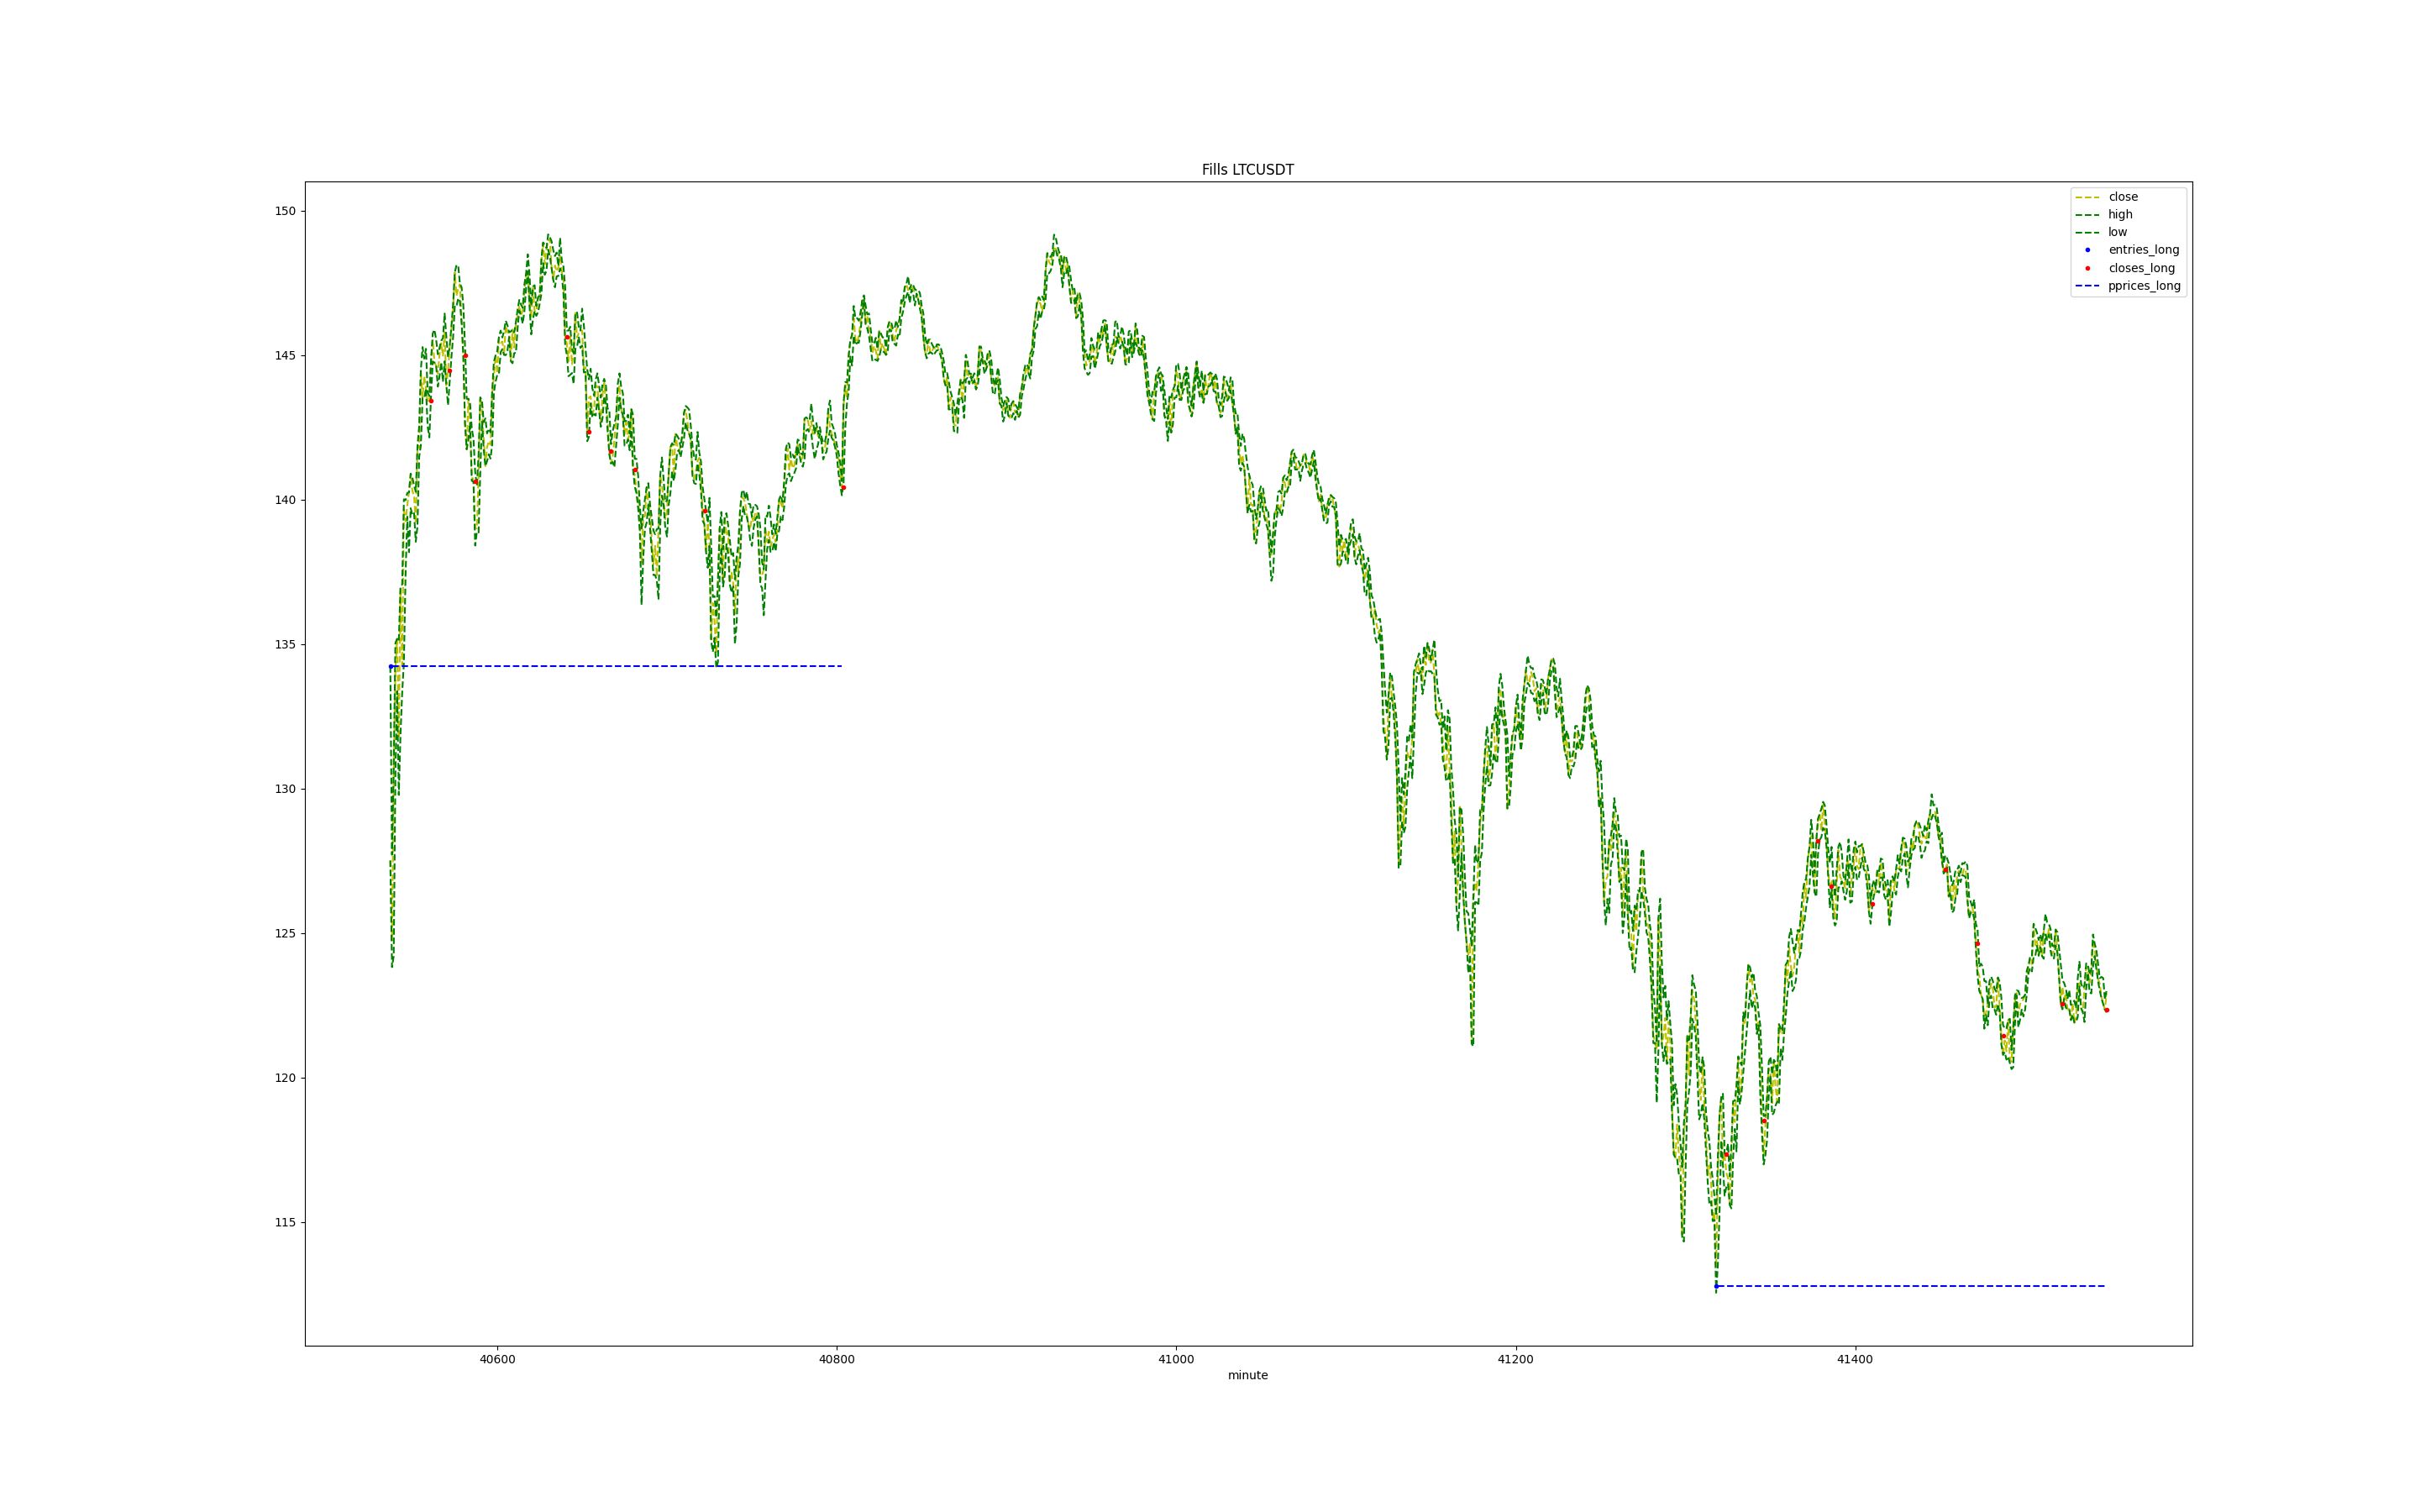 Fills LTCUSDT
close
high
low
entries_long
closes_long
pprices_long
150
145
140
135
130
125
120
115
40600
40800
41000
41200
41400
minute